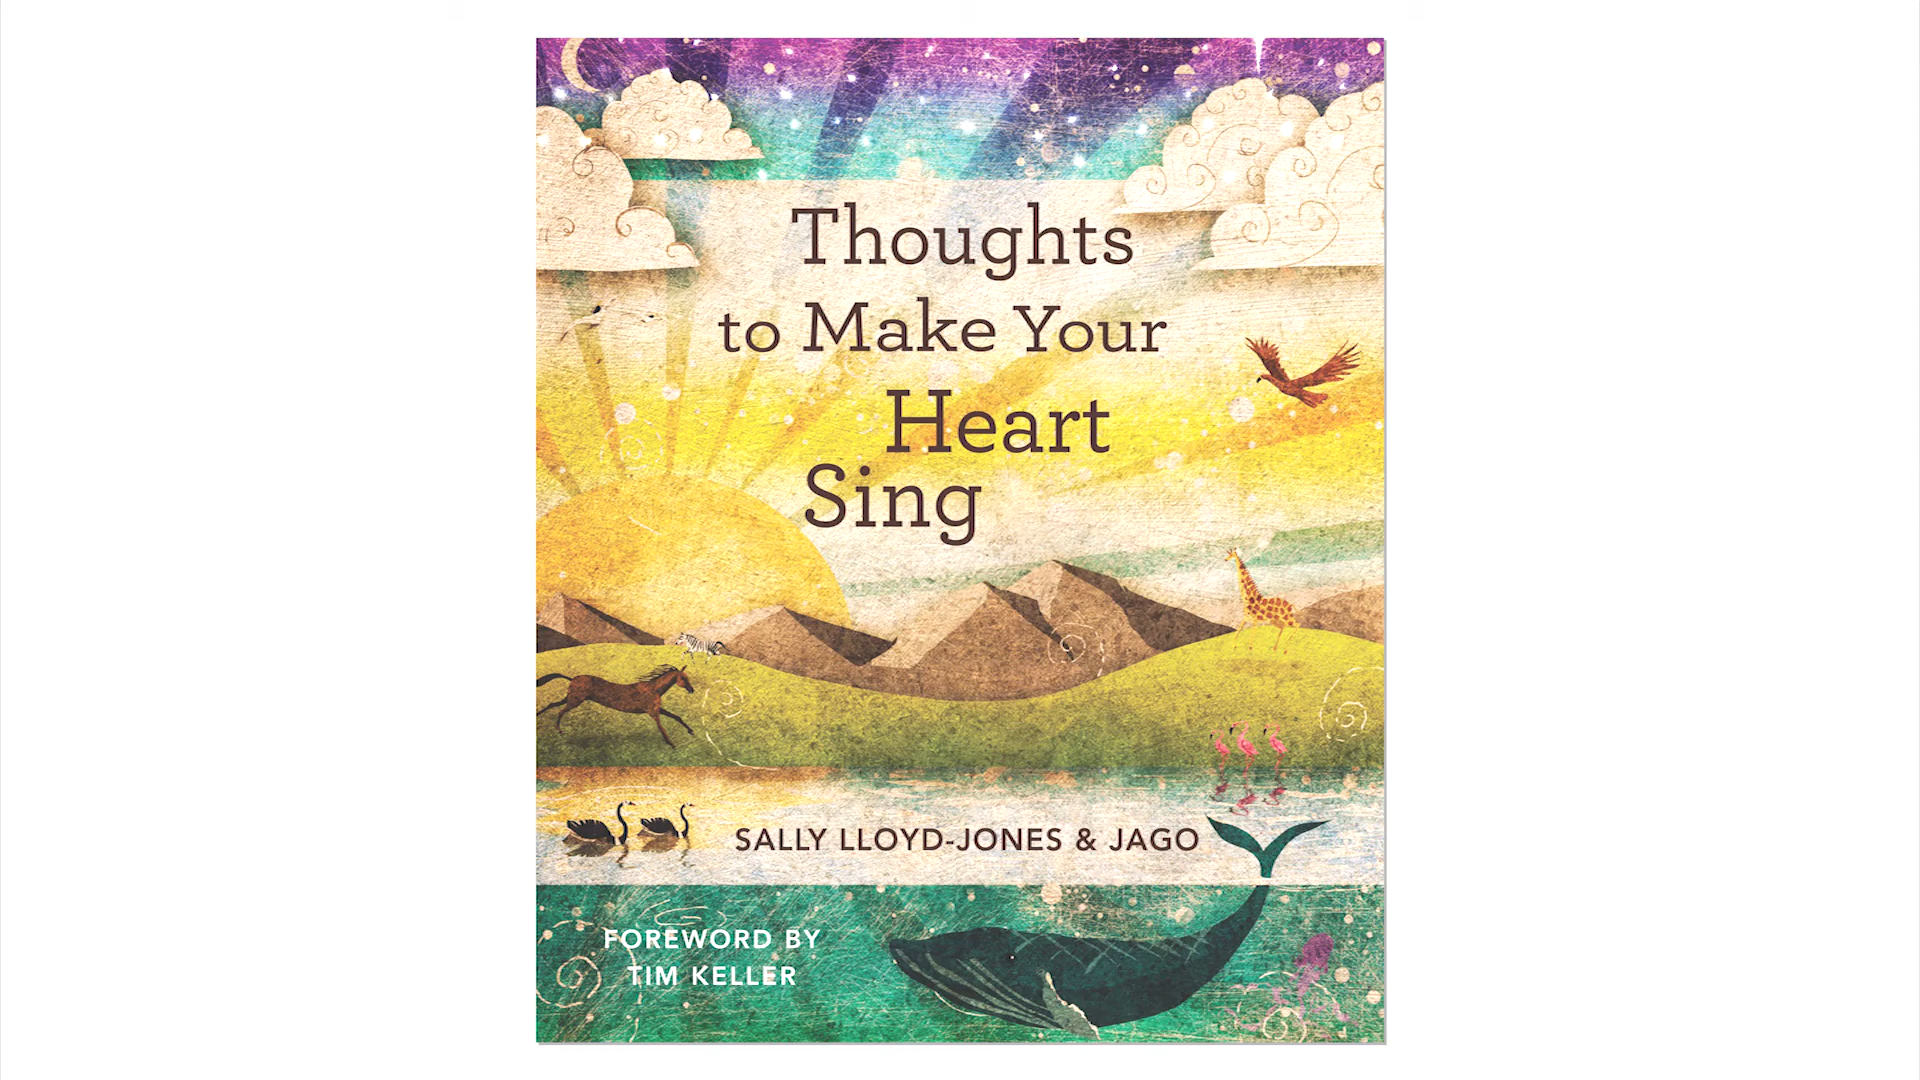 Thoughts
to Make Your
Heart
Sing
SALLY LLOYD-JONES & JAGO
FOREWORD BY
TIM KELLER